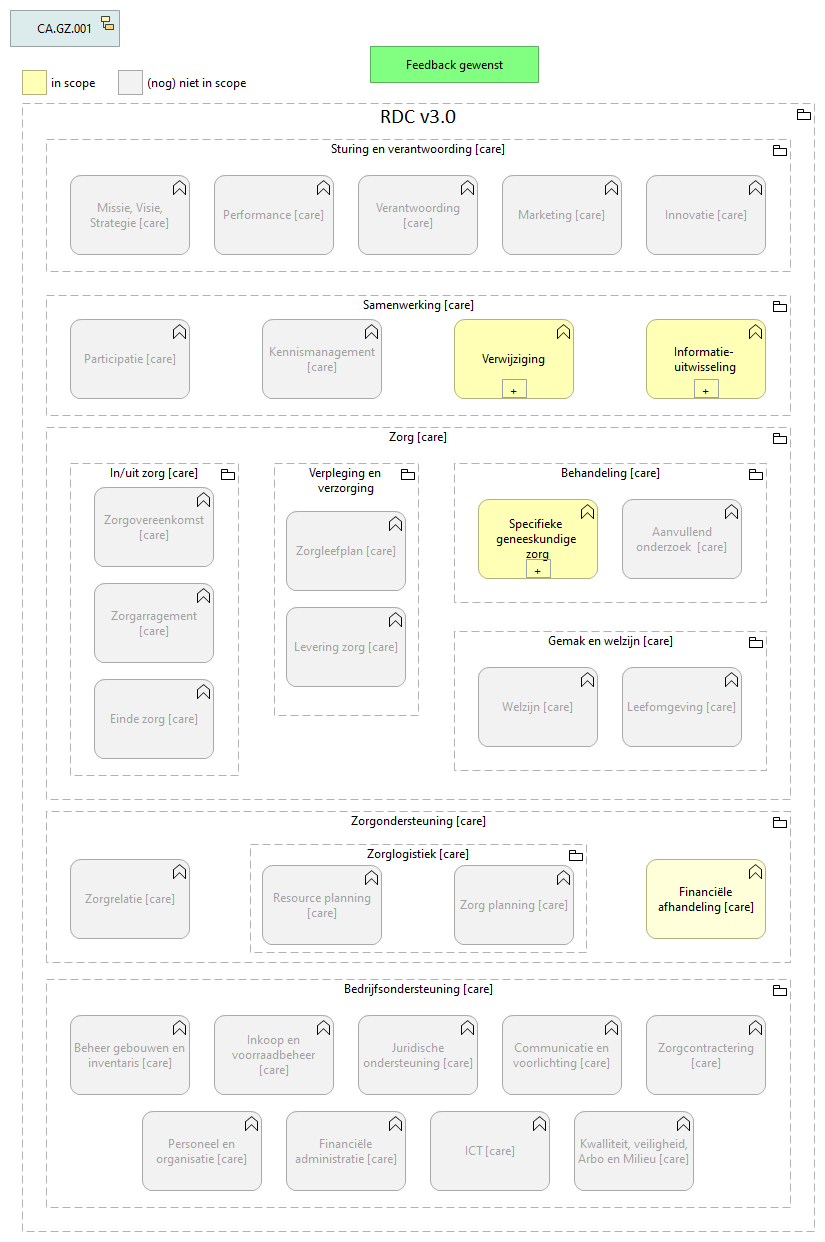 CA.GZ.001
Feedback gewenst
in scope
(nog) niet in scope
RDC v3.0
Sturing en verantwoording [care]
Missie, Visie,
Strategie [care]
Performance [care]
Verantwoording
[care]
Marketing [care]
Innovatie [care]
Samenwerking [care]
Participatie [care]
Kennismanagement
[care]
Verwijziging
+
Informatie-
uitwisseling
+
Zorg [care]
In/uit zorg [care]
Zorgovereenkomst
[care]
Zorgarragement
[care]
Einde zorg [care]
Verpleging en
verzorging
Zorgleefplan [care]
Levering zorg [care]
Behandeling [care]
Specifieke
geneeskundige
zorg
+
Aanvullend
onderzoek  [care]
Gemak en welzijn [care]
Welzijn [care]
Leefomgeving [care]
Zorgondersteuning [care]
Zorgrelatie [care]
Zorglogistiek [care]
Resource planning
[care]
Zorg planning [care]
Financiële
afhandeling [care]
Bedrijfsondersteuning [care]
Beheer gebouwen en
inventaris [care]
Inkoop en
voorraadbeheer
[care]
Juridische
ondersteuning [care]
Communicatie en
voorlichting [care]
Zorgcontractering
[care]
Personeel en
organisatie [care]
Financiële
administratie [care]
ICT [care]
Kwalliteit, veiligheid,
Arbo en Milieu [care]